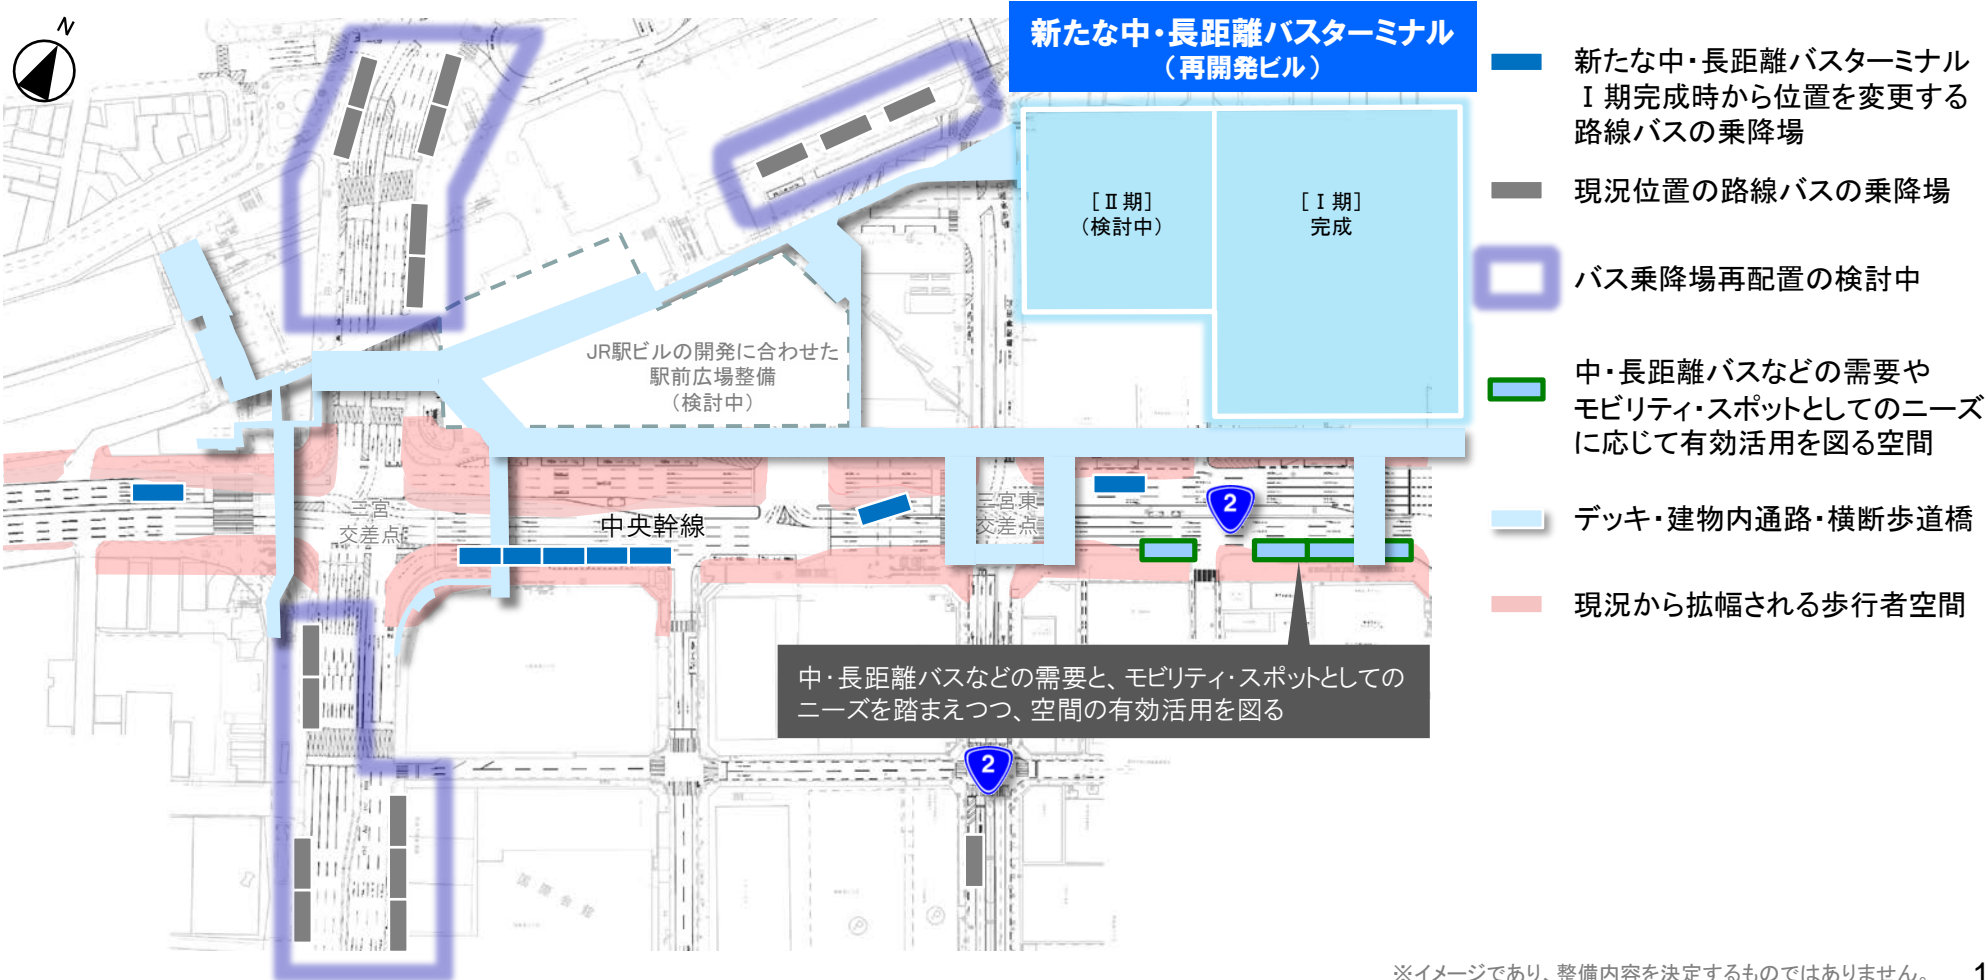 N
新たな中・長距離バスターミナル
（再開発ビル）
新たな中・長距離バスターミナル
Ⅰ期完成時から位置を変更する
路線バスの乗降場
現況位置の路線バスの乗降場
バス乗降場再配置の検討中
中・長距離バスなどの需要や
モビリティ・スポットとしてのニーズ
に応じて有効活用を図る空間
デッキ・建物内通路・横断歩道橋
現況から拡幅される歩行者空間
［Ⅱ期］
（検討中）
［Ⅰ期］
完成
JR駅ビルの開発に合わせた
駅前広場整備
（検討中）
三宮
交差点
中央幹線
三宮東
交差点
2
中・長距離バスなどの需要と、モビリティ・スポットとしての
ニーズを踏まえつつ、空間の有効活用を図る
2
国際会館
P
P
※イメージであり、整備内容を決定するものではありません。
1